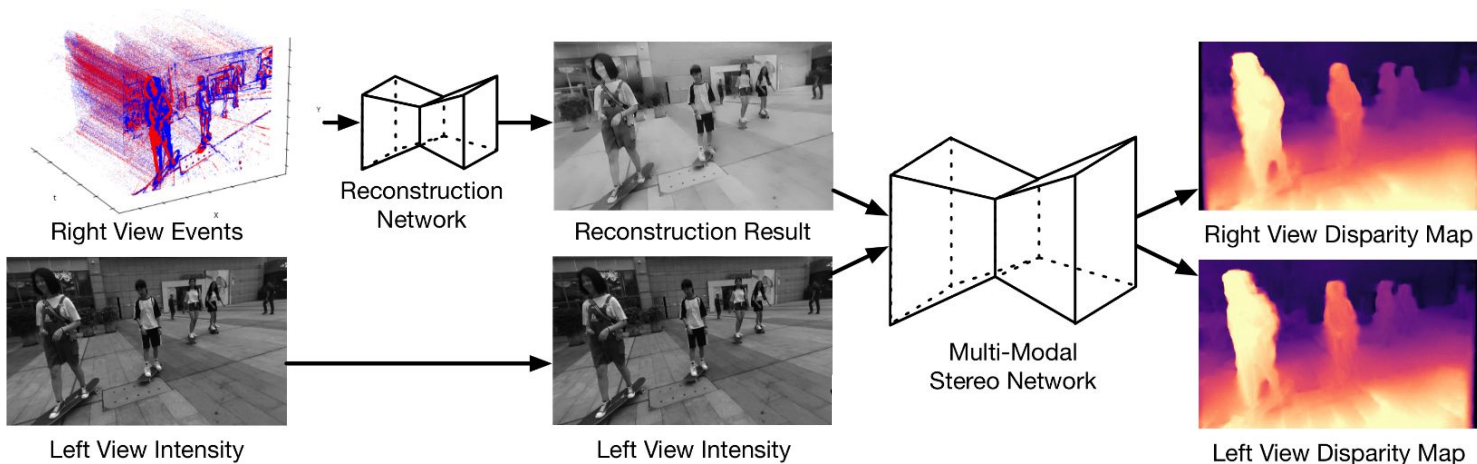 t
x
Y
Right View Events
Reconstruction
Network
Reconstruction Result
Right View Disparity Map
Left View Intensity
Left View Intensity
Multi-Modal
Stereo Network
Left View Disparity Map